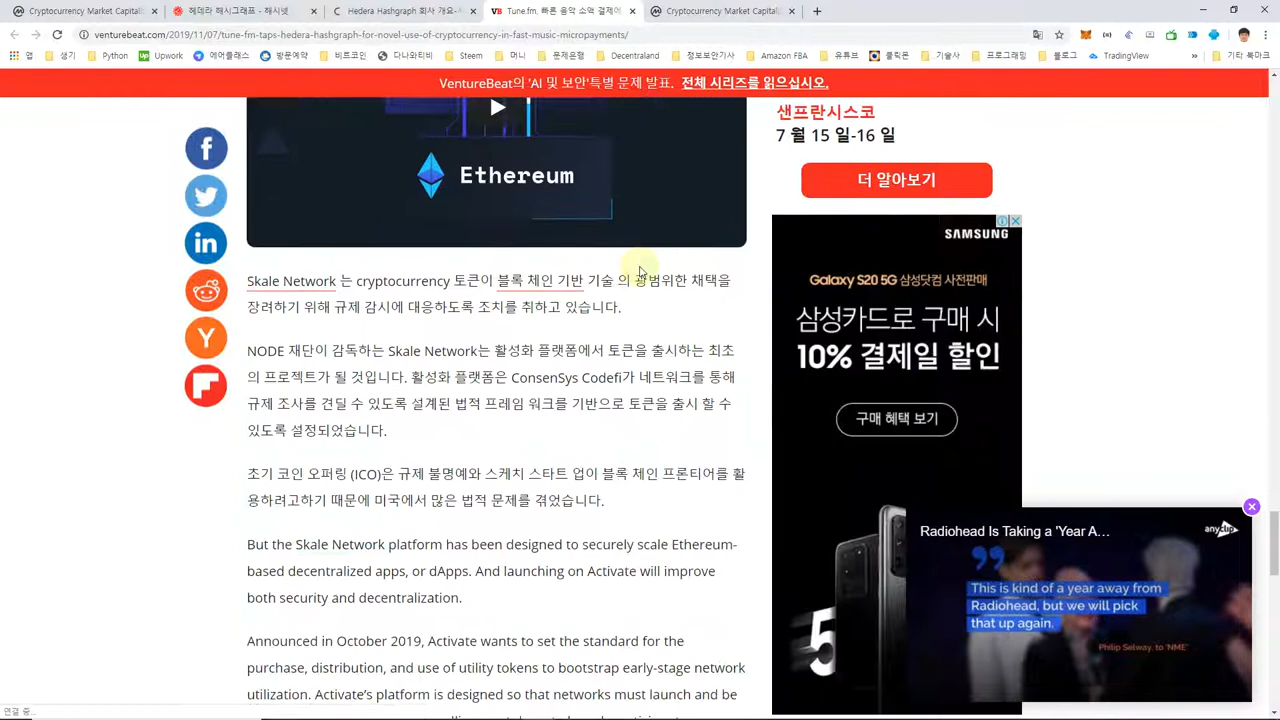 Cryptocurrency Market Capitaliz
헤데라 해시그래프 - 해시넷
Hedera Hashgraph 회사 개요-시
Tune.fm, 빠른 음악 소액 결제에
Cryptocurrency Market Capitaliz
venturebeat.com/2019/11/07/tune-fm-taps-hedera-hashgraph-for-novel-use-of-cryptocurrency-in-fast-music-micropayments/
앱 생기 Python Upwork 에어클래스 방문예약 비트코인 다나와티비 Steem 머니 문제은행 Decentraland 정보보안기사 Amazon FBA 유튜브 클릭몬 기술사 프로그래밍 블로그 TradingView » 기타 북마크
VentureBeat의 'AI 및 보안'특별 문제 발표. 전체 시리즈를 읽으십시오.
샌프란시스코
7 월 15 일-16 일
더 알아보기
Ethereum
Skale Network 는 cryptocurrency 토큰이 블록 체인 기반 기술 의 광범위한 채택을
장려하기 위해 규제 감시에 대응하도록 조치를 취하고 있습니다.
NODE 재단이 감독하는 Skale Network는 활성화 플랫폼에서 토큰을 출시하는 최초
의 프로젝트가 될 것입니다. 활성화 플랫폼은 ConsenSys Codefi가 네트워크를 통해
규제 조사를 견딜 수 있도록 설계된 법적 프레임 워크를 기반으로 토큰을 출시 할 수
있도록 설정되었습니다.
초기 코인 오퍼링 (ICO)은 규제 불명예와 스케치 스타트 업이 블록 체인 프론티어를 활
용하려고하기 때문에 미국에서 많은 법적 문제를 겪었습니다.
But the Skale Network platform has been designed to securely scale Ethereum-
based decentralized apps, or dApps. And launching on Activate will improve
both security and decentralization.
Announced in October 2019, Activate wants to set the standard for the
purchase, distribution, and use of utility tokens to bootstrap early-stage network
utilization. Activate's platform is designed so that networks must launch and be
SAMSUNG
Galaxy S20 5G 삼성닷컴 사전판매
삼성카드로 구매 시
10% 결제일 할인
구매 혜택 보기
5
Radiohead Is Taking a 'Year A…
anyclip
This is kind of a year away from
Radiohead, but we will pick
that up again.
Philip Selway, to 'NME'
연결 중...